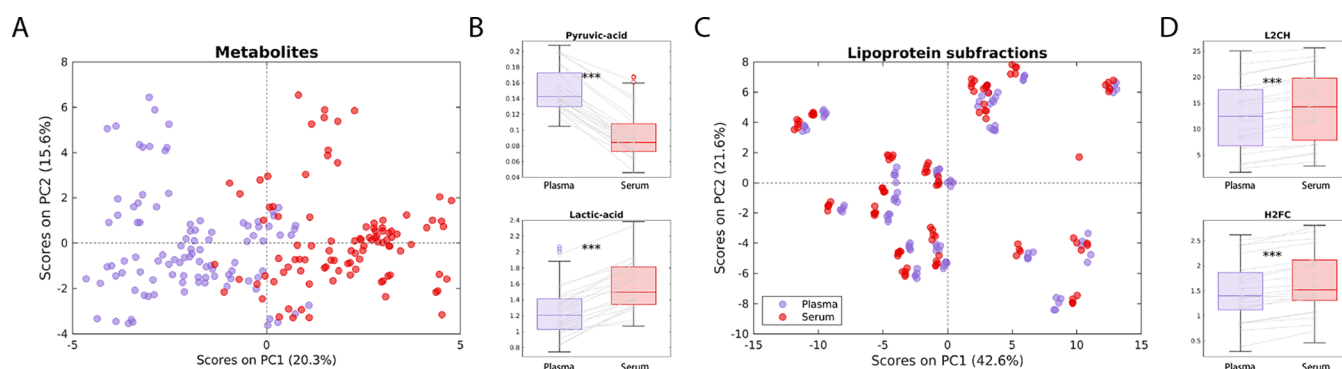 A
Metabolites
8
6
4
2
0
-2
-4
-5
0
5
Scores on PC2 (15.6%)
Scores on PC1 (20.3%)
B
Pyruvic-acid
0.2
0.18
0.16
0.14
0.12
0.1
0.08
0.06
0.04
***
Plasma
Serum
Lactic-acid
2.4
2.2
2
1.8
1.6
1.4
1.2
1
0.8
***
Plasma
Serum
C
Lipoprotein subfractions
8
6
4
2
0
-2
-4
-6
-8
-10
-15
-10
-5
0
5
10
15
Scores on PC2 (21.6%)
Scores on PC1 (42.6%)
Plasma
Serum
D
L2CH
25
20
15
10
5
***
Plasma
Serum
H2FC
3
2.5
2
1.5
1
0.5
***
Plasma
Serum